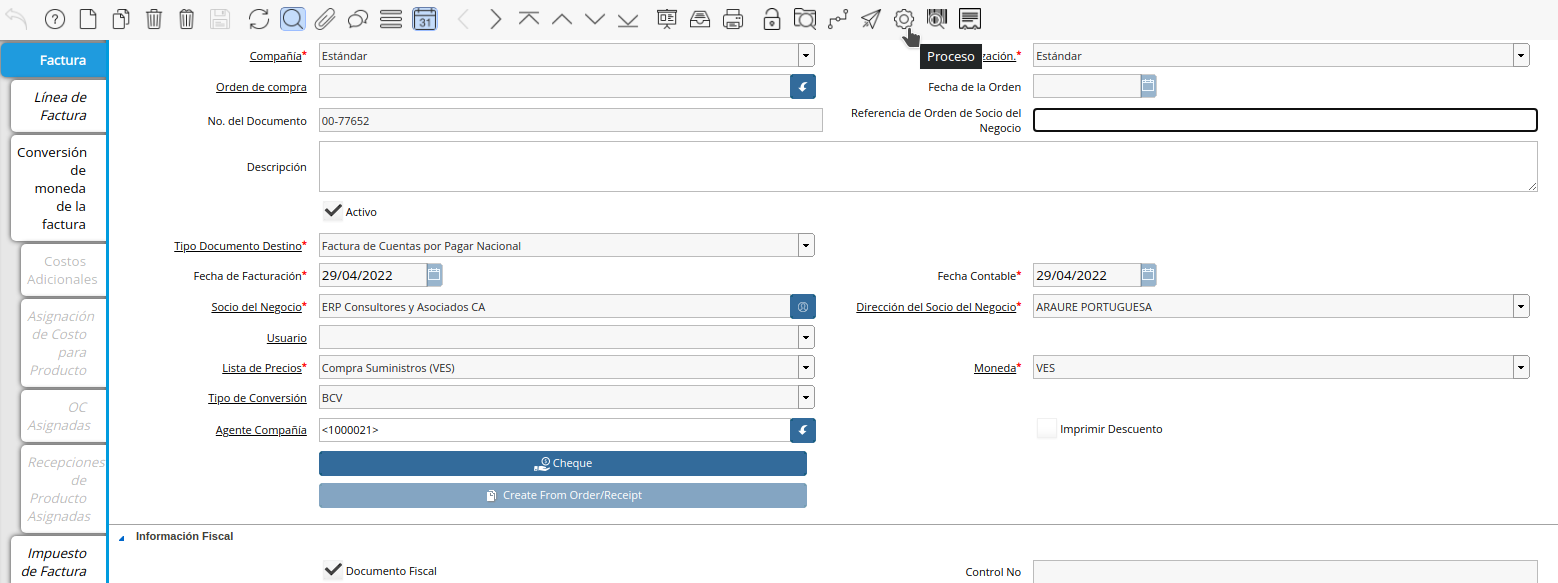 31
Proceso
Factura
Línea de
Factura
Conversión
de
moneda
de la
factura
Costos
Adicionales
Asignación
de Costo
para
Producto
OC
Asignadas
Recepciones
de
Producto
Asignadas
Impuesto
de Factura
Compañía* Estándar
zación.* Estándar
Orden de compra
Fecha de la Orden
No. del Documento 00-77652
Referencia de Orden de Socio del
Negocio
Descripción
Activo
Tipo Documento Destino* Factura de Cuentas por Pagar Nacional
Fecha de Facturación* 29/04/2022
Fecha Contable* 29/04/2022
Socio del Negocio* ERP Consultores y Asociados CA
Dirección del Socio del Negocio* ARAURE PORTUGUESA
Usuario
Lista de Precios* Compra Suministros (VES)
Moneda* VES
Tipo de Conversión BCV
Agente Compañía <1000021>
Imprimir Descuento
Cheque
Create From Order/Receipt
Información Fiscal
Documento Fiscal
Control No